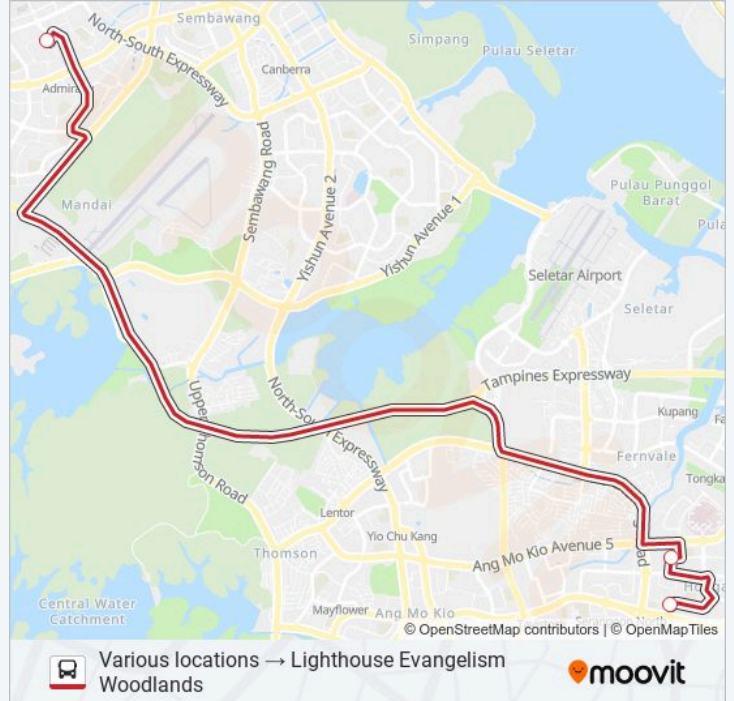 Sembawang
Simpang
Pulau Seletar
North-South Expressway
Canberra
Sembawang Road
Yishun Avenue 2
Pulau Punggol
Barat
Mandai
Yishun Avenue 1
Seletar Airport
Seletar
Tampines Expressway
North-South Expressway
Kupang
Upper Thomson Road
Fernvale
Lentor
Yio Chu Kang
Thomson
Ang Mo Kio Avenue 5
Central Water
Catchment
Mayflower
Ang Mo Kio
© OpenStreetMap contributors | © OpenMapTiles
Various locations → Lighthouse Evangelism
Woodlands
moovit